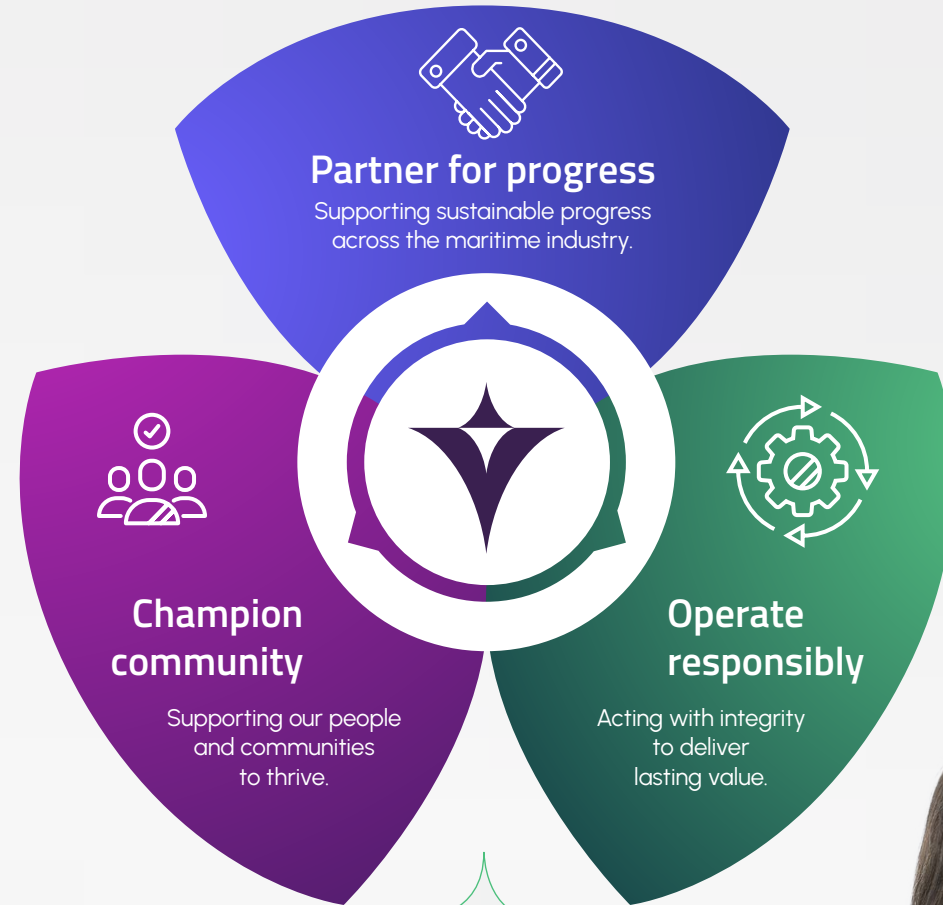 Partner for progress
Supporting sustainable progress
across the maritime industry.
Champion
community
Supporting our people
and communities
to thrive.
Operate
responsibly
Acting with integrity
to deliver
lasting value.